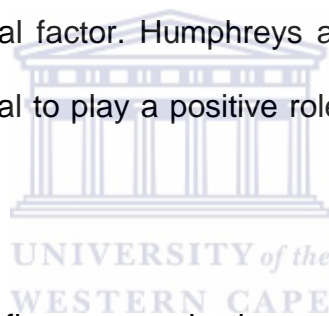 al factor. Humphreys a
al to play a positive role
UNIVERSITY of the
WESTERN CAPE